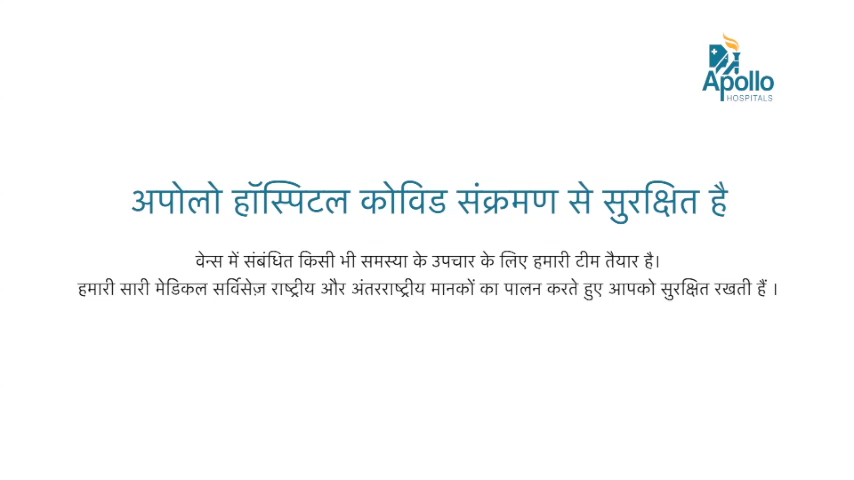 Apollo
HOSPITALS
अपोलो हॉस्पिटल कोविड संक्रमण से सुरक्षित है
वेन्स में संबंधित किसी भी समस्या के उपचार के लिए हमारी टीम तैयार है।
हमारी सारी मेडिकल सर्विसेज़ राष्ट्रीय और अंतरराष्ट्रीय मानकों का पालन करते हुए आपको सुरक्षित रखती हैं ।